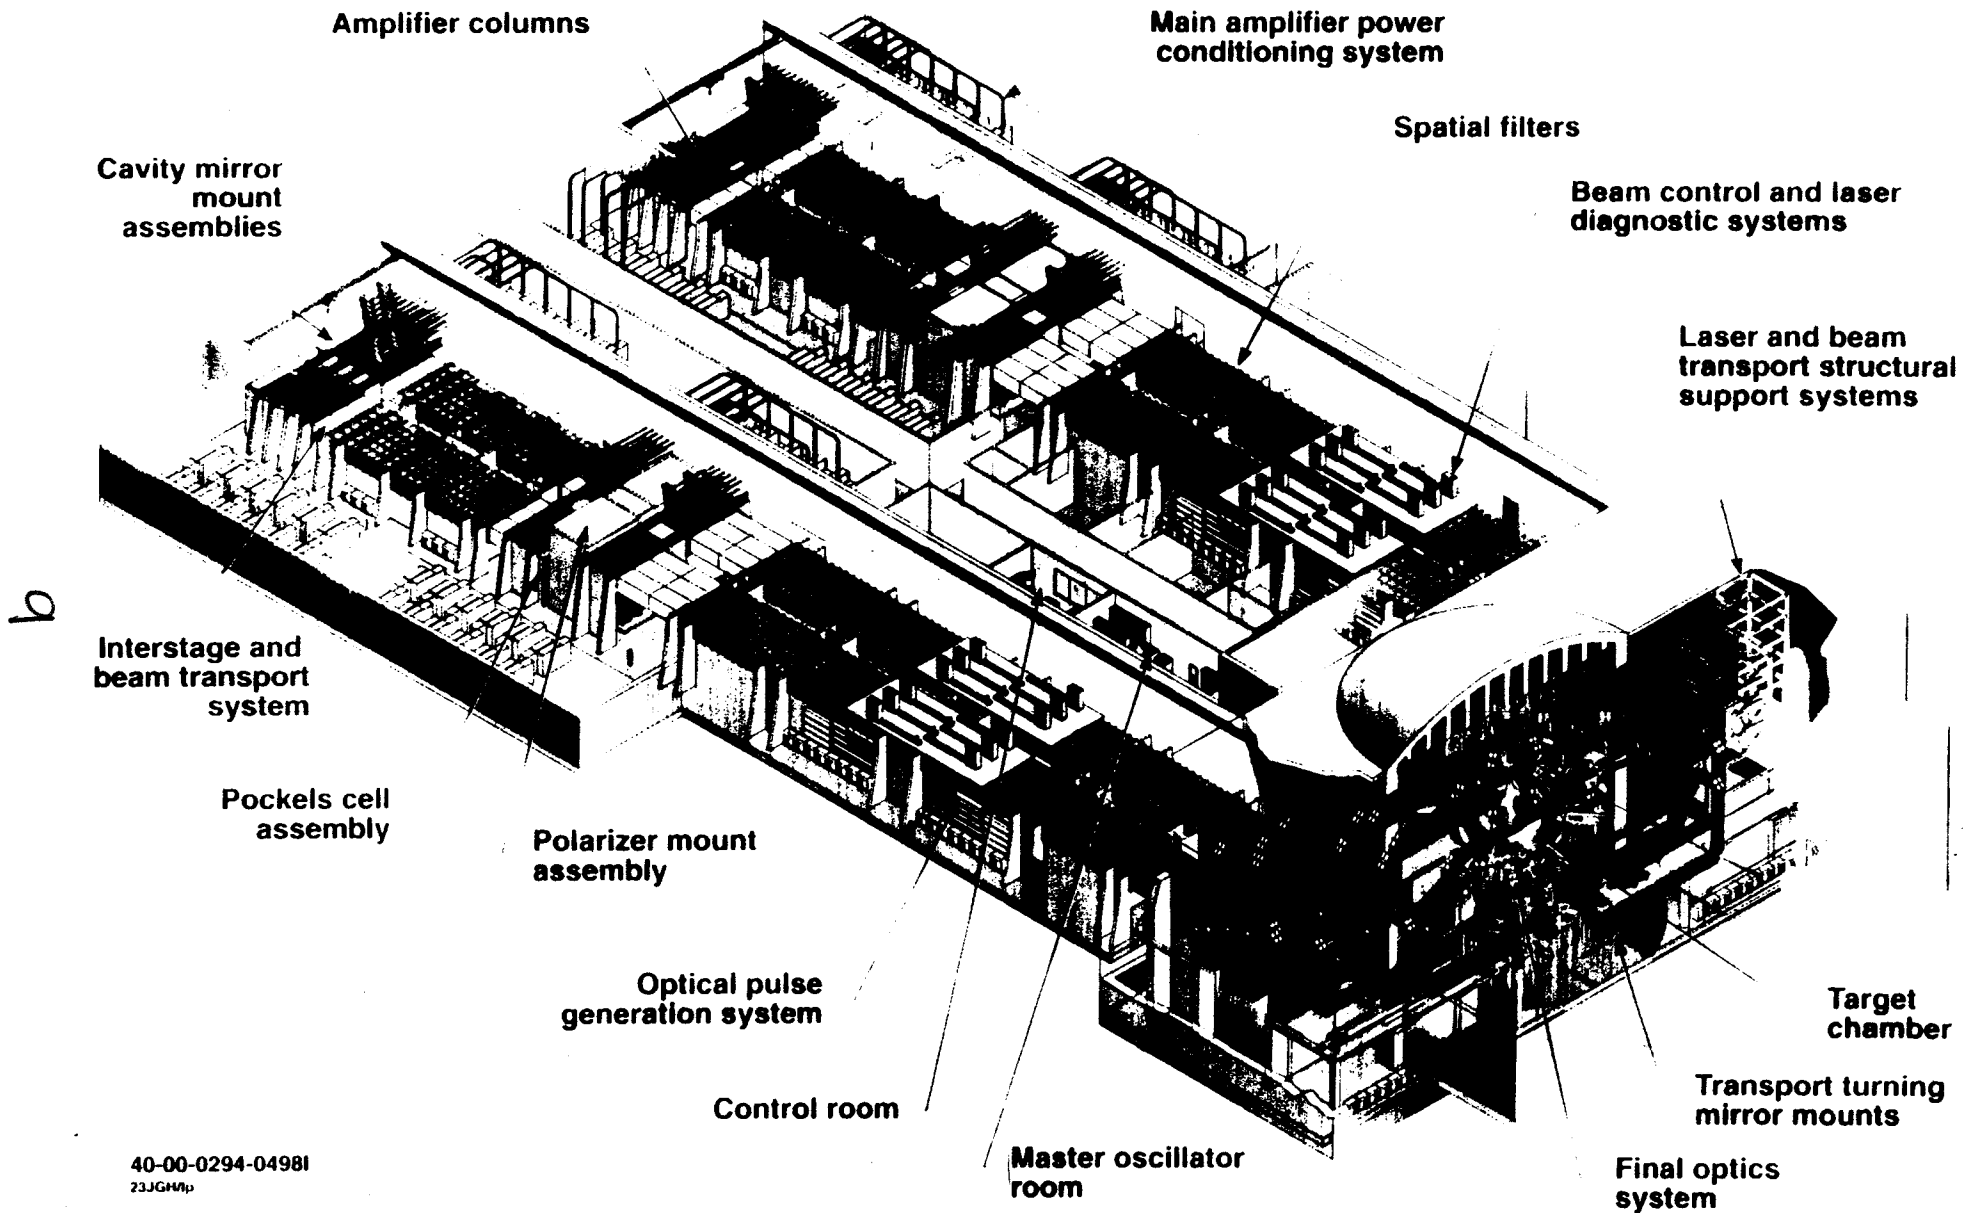 Amplifier columns
Main amplifier power
conditioning system
Spatial filters
Cavity mirror
mount
assemblies
Beam control and laser
diagnostic systems
Laser and beam
transport structural
support systems
Interstage and
beam transport
system
Pockels cell
assembly
Polarizer mount
assembly
Optical pulse
generation system
Control room
Master oscillator
room
Target
chamber
Transport turning
mirror mounts
Final optics
system
40-00-0294-0498I